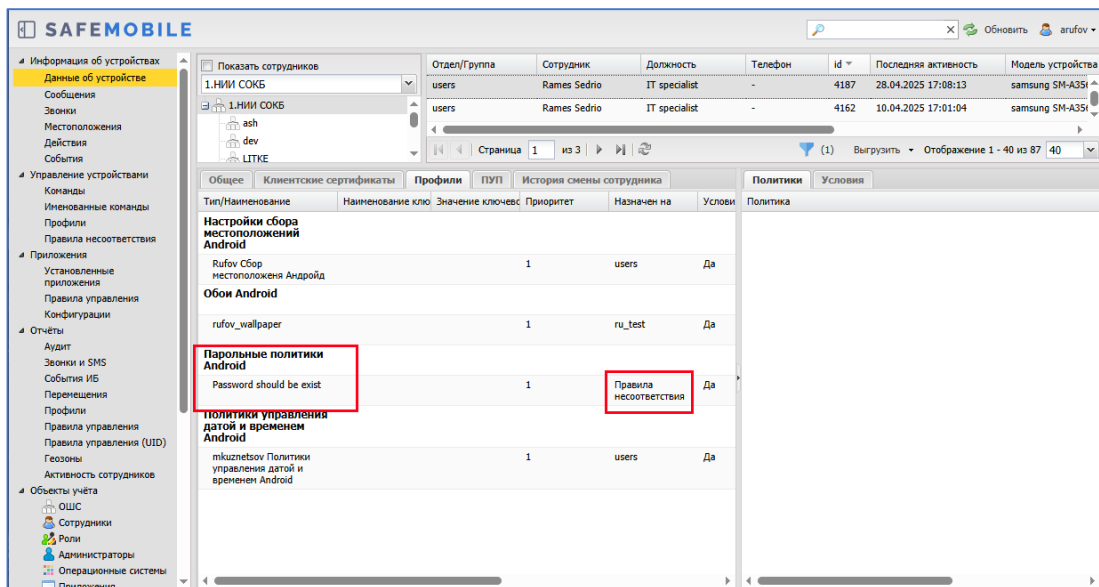 SAFEMOBILE
Обновить
arufov
Информация об устройствах
Данные об устройстве
Сообщения
Звонки
Местоположения
Действия
События
Управление устройствами
Команды
Именованные команды
Профили
Правила несоответствия
Приложения
Установленные
приложения
Правила управления
Конфигурации
Отчёты
Аудит
Звонки и SMS
События ИБ
Перемещения
Профили
Правила управления
Правила управления (UID)
Геозоны
Активность сотрудников
Объекты учёта
ОШС
Сотрудники
Роли
Администраторы
Операционные системы
Приложения
Показать сотрудников
1.НИИ СОКБ
1.НИИ СОКБ
ash
dev
LITKE
Отдел/Группа Сотрудник Должность Телефон id Последняя активность Модель устройства
users Rames Sedrio IT specialist - 4187 28.04.2025 17:08:13 samsung SM-A356
users Rames Sedrio IT specialist - 4162 10.04.2025 17:01:04 samsung SM-A356
Страница 1 из 3 (1) Выгрузить Отображение 1 - 40 из 87 40
Общее Клиентские сертификаты Профили ПУП История смены сотрудника
Тип/Наименование Наименование клю Значение ключевс Приоритет Назначен на Услови
Настройки сбора
местоположений
Android
Rufov Сбор
местоположеня Андройд
1 users Да
Обои Android
rufov_wallpaper 1 ru_test Да
Парольные политики
Android
Password should be exist 1 Правила
несоответствия
Да
Политики управления
датой и временем
Android
mkuznetsov Политики
управления датой и
временем Android
1 users Да
Политики Условия
Политика